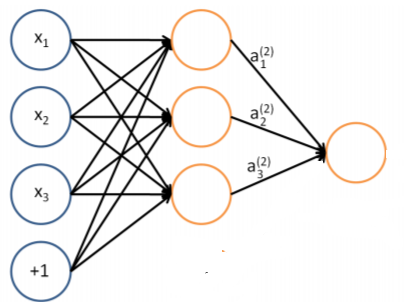 x₁
x₂
x₃
+1
a₁⁽²⁾
a₂⁽²⁾
a₃⁽²⁾